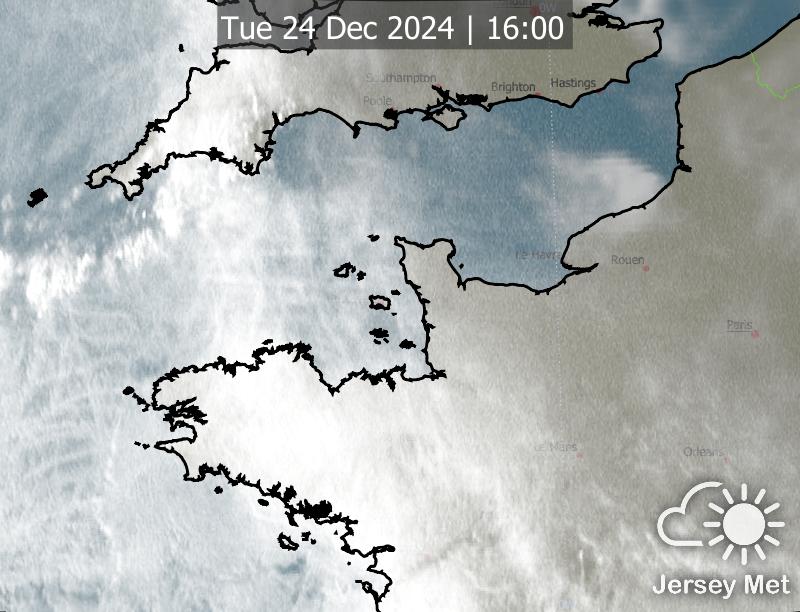 London
Tue 24 Dec 2024 | 16:00
Southampton
Brighton
Hastings
Poole
Le Havre
Rouen
Paris
Le Mans
Orleans
Jersey Met